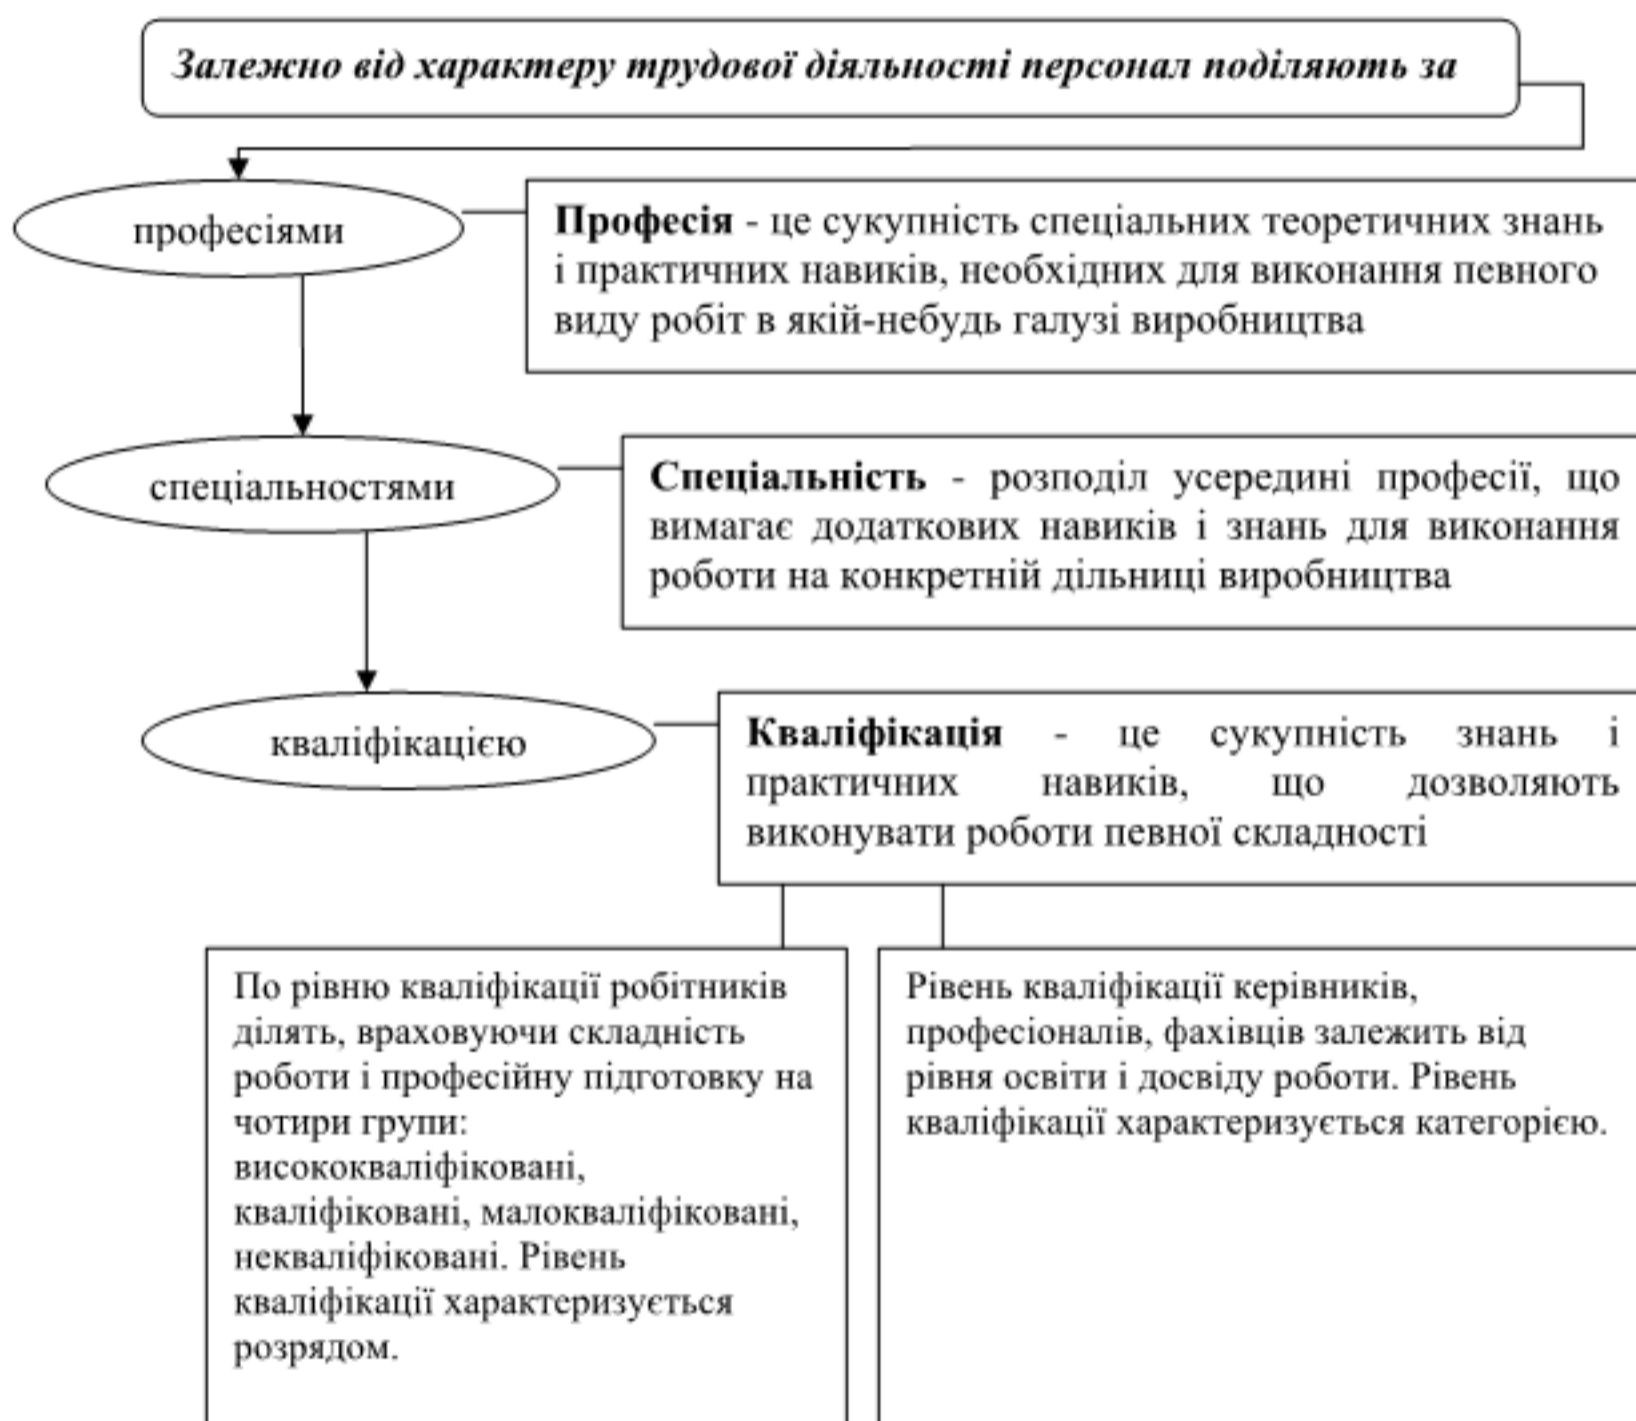 Залежно від характеру трудової діяльності персонал поділяють за
професіями
Професія - це сукупність спеціальних теоретичних знань
і практичних навиків, необхідних для виконання певного
виду робіт в якій-небудь галузі виробництва
спеціальностями
Спеціальність - розподіл усередині професії, що
вимагає додаткових навиків і знань для виконання
роботи на конкретній дільниці виробництва
кваліфікацією
Кваліфікація - це сукупність знань і
практичних навиків, що дозволяють
виконувати роботи певної складності
По рівню кваліфікації робітників
ділять, враховуючи складність
роботи і професійну підготовку на
чотири групи:
висококваліфіковані,
кваліфіковані, малокваліфіковані,
некваліфіковані. Рівень
кваліфікації характеризується
розрядом.
Рівень кваліфікації керівників,
професіоналів, фахівців залежить від
рівня освіти і досвіду роботи. Рівень
кваліфікації характеризується категорією.